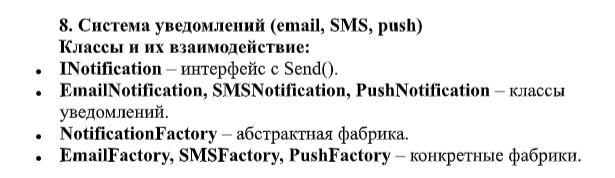 8. Система уведомлений (email, SMS, push)
Классы и их взаимодействие:
• INotification – интерфейс с Send().
• EmailNotification, SMSNotification, PushNotification – классы
уведомлений.
• NotificationFactory – абстрактная фабрика.
• EmailFactory, SMSFactory, PushFactory – конкретные фабрики.